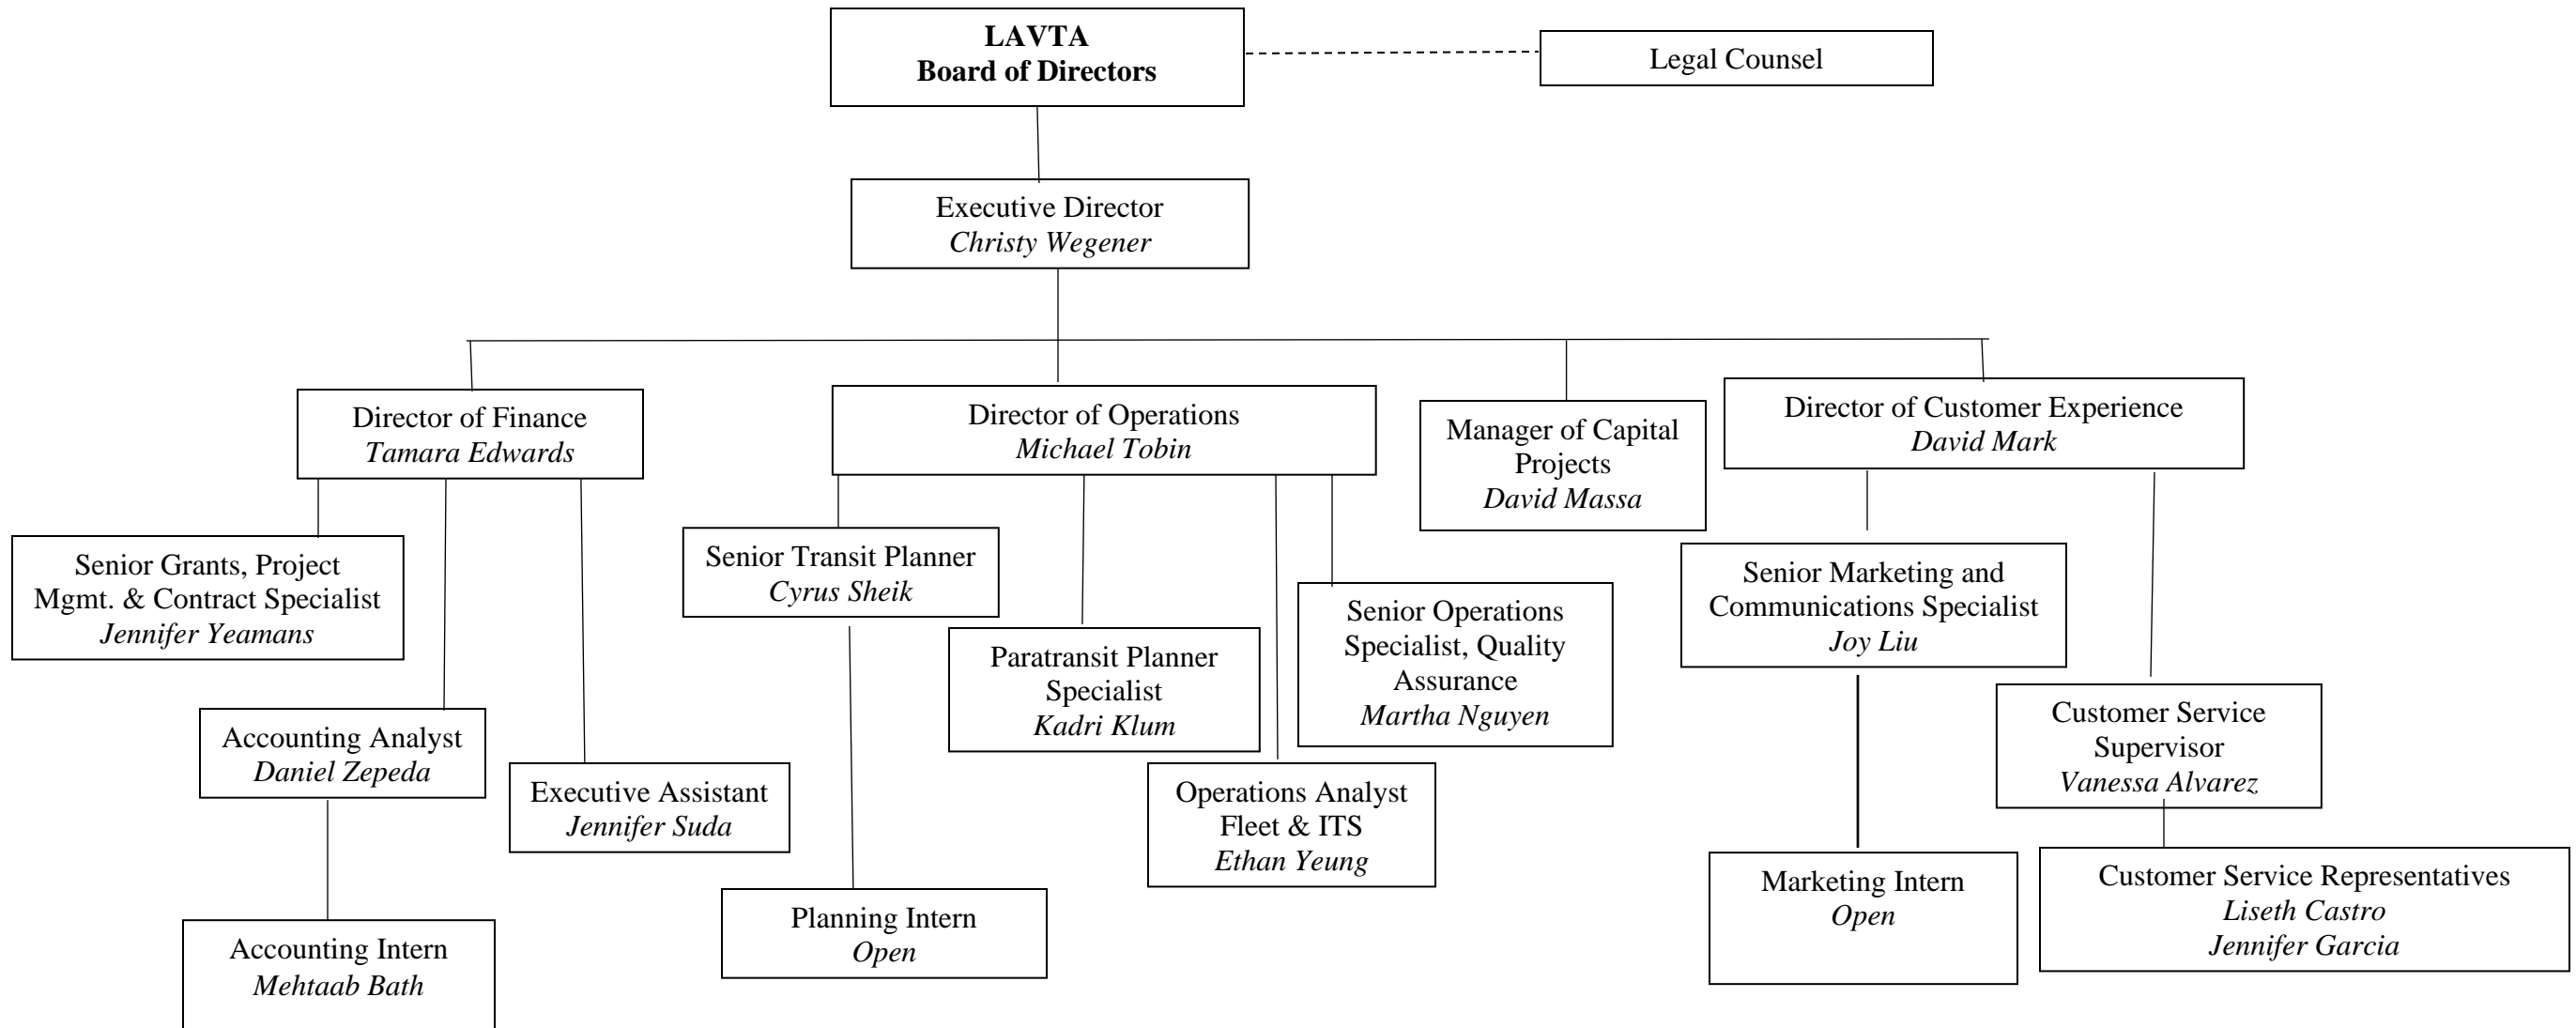 LAVTA
Board of Directors
Legal Counsel
Executive Director
Christy Wegener
Director of Finance
Tamara Edwards
Director of Operations
Michael Tobin
Manager of Capital
Projects
David Massa
Director of Customer Experience
David Mark
Senior Grants, Project
Mgmt. & Contract Specialist
Jennifer Yeamans
Senior Transit Planner
Cyrus Sheik
Paratransit Planner
Specialist
Kadri Klum
Senior Operations
Specialist, Quality
Assurance
Martha Nguyen
Senior Marketing and
Communications Specialist
Joy Liu
Accounting Analyst
Daniel Zepeda
Executive Assistant
Jennifer Suda
Operations Analyst
Fleet & ITS
Ethan Yeung
Customer Service
Supervisor
Vanessa Alvarez
Accounting Intern
Mehtaab Bath
Planning Intern
Open
Marketing Intern
Open
Customer Service Representatives
Liseth Castro
Jennifer Garcia